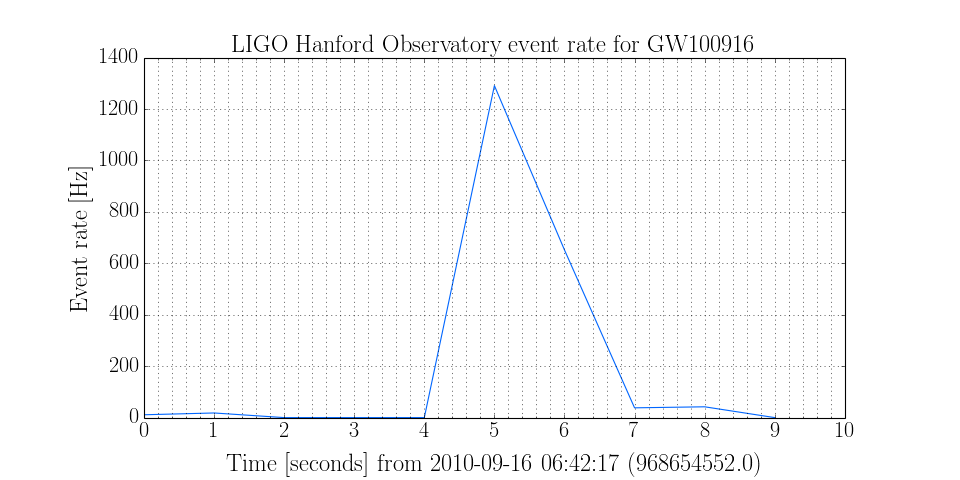 LIGO Hanford Observatory event rate for GW100916
1400
1200
1000
800
600
400
200
0
Event rate [Hz]
0 1 2 3 4 5 6 7 8 9 10
Time [seconds] from 2010-09-16 06:42:17 (968654552.0)